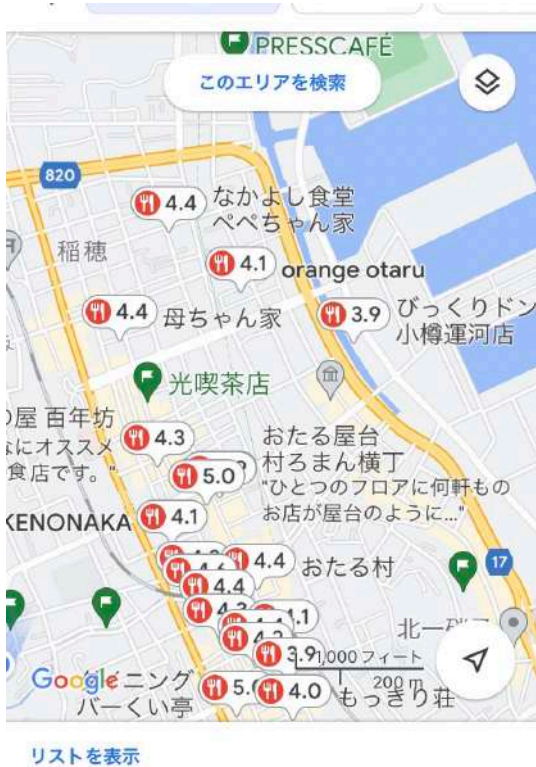 PRESSCAFÉ
このエリアを検索
820
4.4
なかよし食堂
ぺぺちゃん家
稲穂
4.1
orange otaru
4.4
母ちゃん家
3.9
びっくりドン
小樽運河店
光喫茶店
屋 百年坊
4.3
なにオススメ
食店です。"
5.0
おたる屋台
村ろまん横丁
"ひとつのフロアに何軒もの
お店が屋台のように..."
KENONAKA
4.1
4.4
おたる村
17
4.4
4.3
北一硝子
3.9
1,000 フィート
200 m
Google
ニング
バーくい亭
4.0
もっきり荘
リストを表示